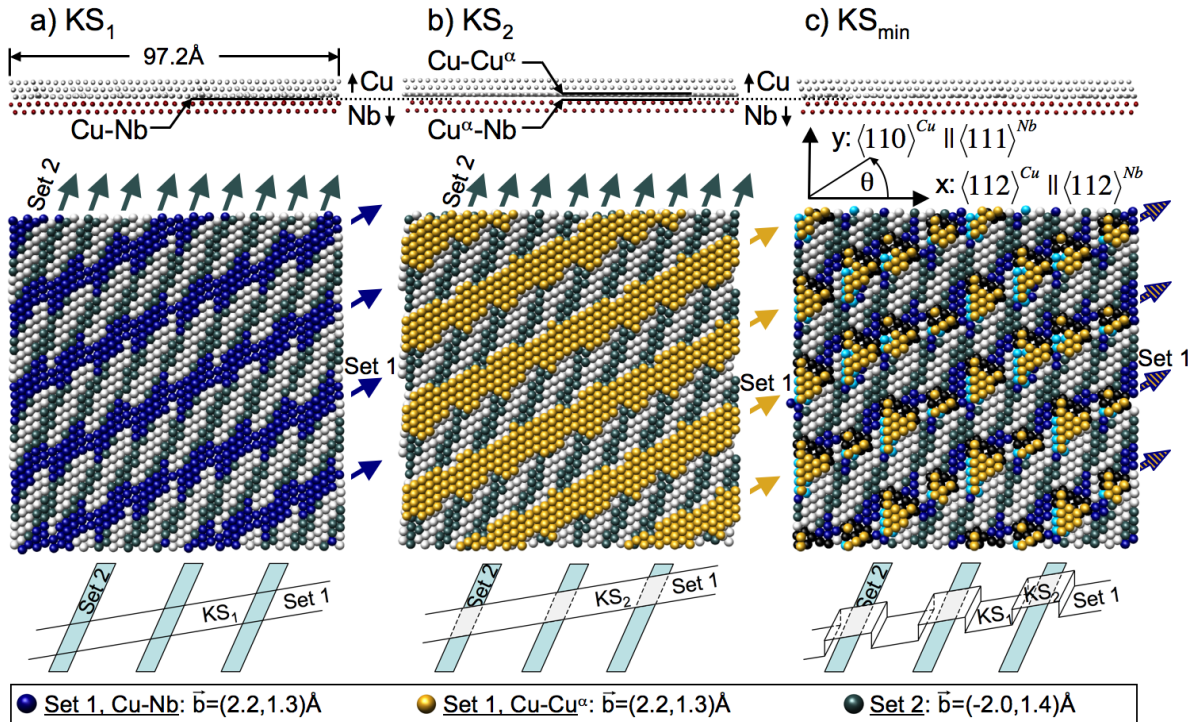 a) KS₁
b) KS₂
c) KSmin
97.2Å
Cu-Nb
Cu-Cuᵅ
Cuᵅ-Nb
Cu
Nb
Cu
Nb
y: ⟨110⟩ᶜᵘ || ⟨111⟩ᴺᵇ
θ
x: ⟨112⟩ᶜᵘ || ⟨112⟩ᴺᵇ
Set 2
Set 2
Set 1
Set 1
Set 1
Set 2
KS₁
Set 1
Set 2
KS₂
Set 1
Set 2
KS₁
KS₂
Set 1
Set 1, Cu-Nb: b⃗=(2.2,1.3)Å
Set 1, Cu-Cuᵅ: b⃗=(2.2,1.3)Å
Set 2: b⃗=(-2.0,1.4)Å